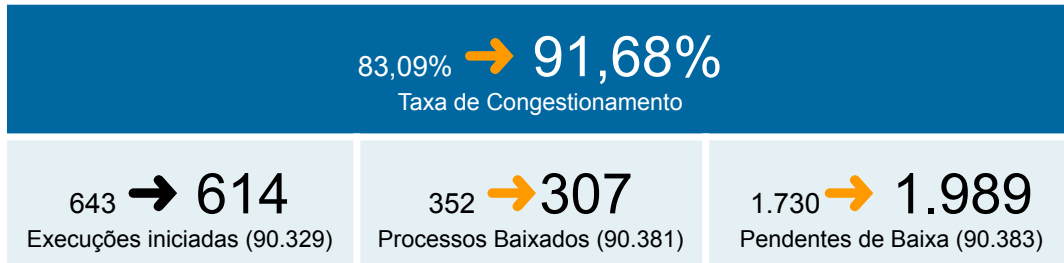 83,09% ➔ 91,68%
Taxa de Congestionamento
643 ➔ 614
Execuções iniciadas (90.329)
352 ➔ 307
Processos Baixados (90.381)
1.730 ➔ 1.989
Pendentes de Baixa (90.383)